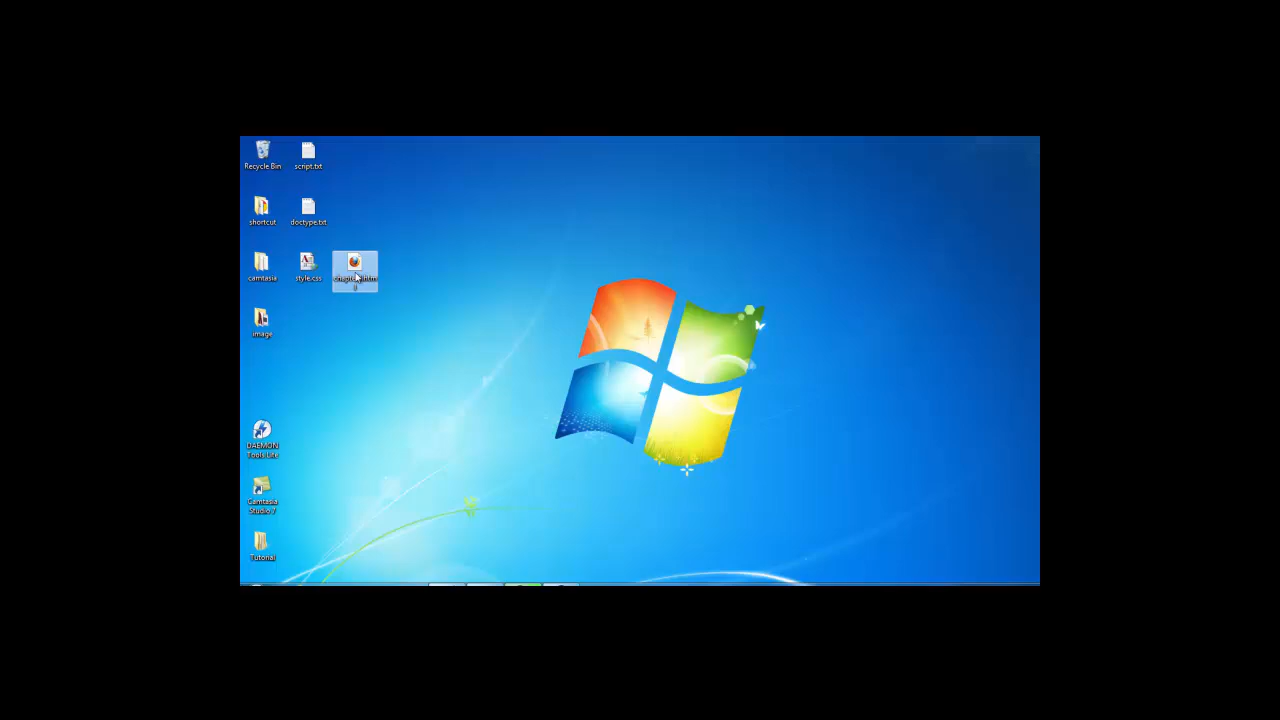 Recycle Bin
script.txt
shortcut
doctype.txt
camtasia
style.css
image
DAEMON
Tools Lite
Camtasia
Studio 7
Tutorial